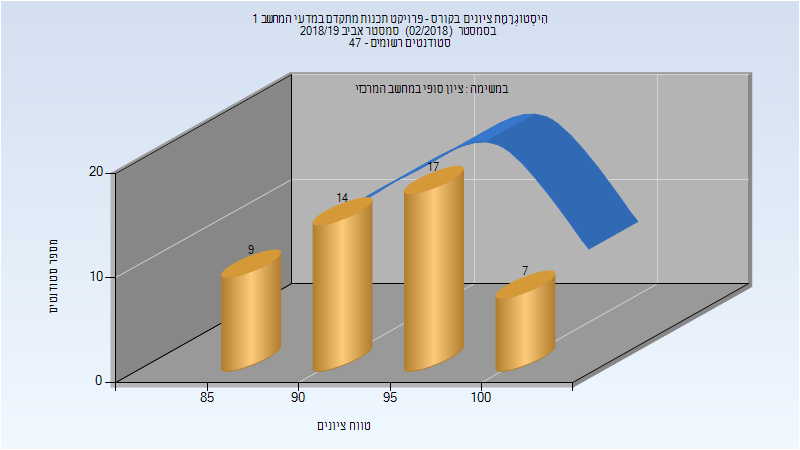 הִיסְטוֹגְרָמַת ציונים בקורס - פרויקט תכנות מתקדם במדעי המחשב 1
בסמסטר (02/2018) סמסטר אביב 2018/19
סטודנטים רשומים - 47
במשימה : ציון סופי במחשב המרכזי
17
14
9
7
20
10
0
מספר סטודנטים
85
90
95
100
טווח ציונים